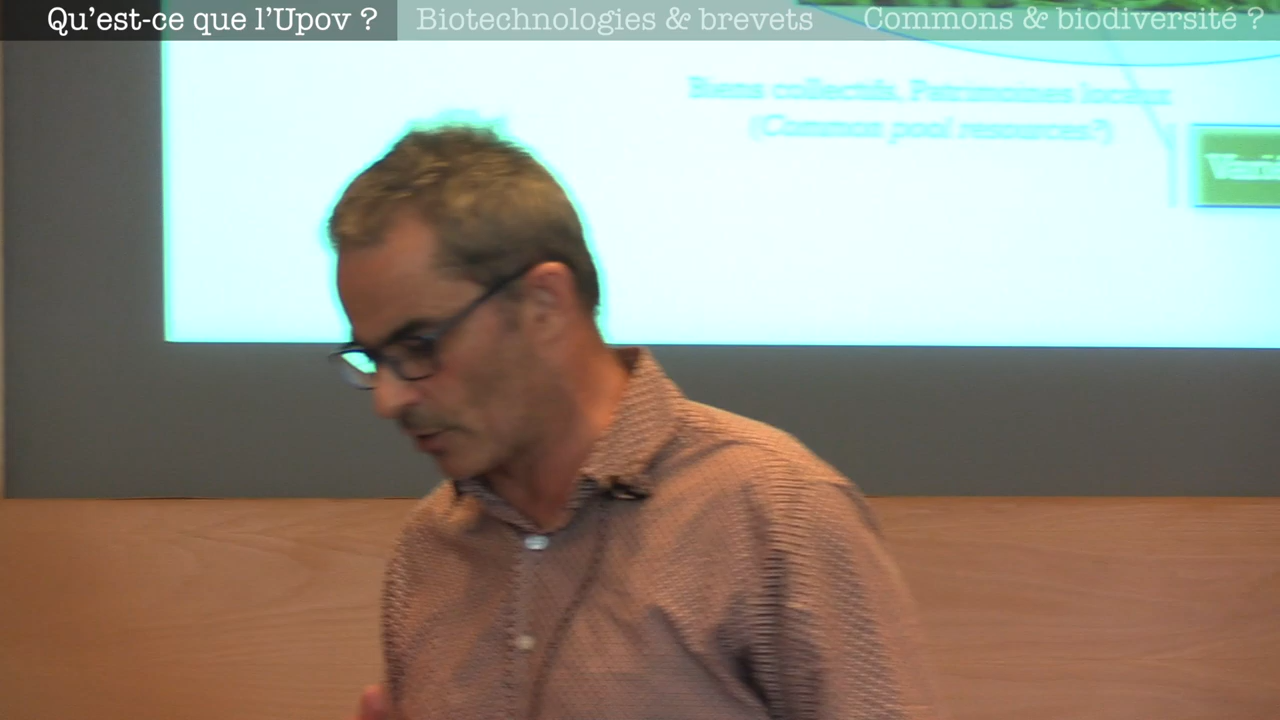 Qu’est-ce que l’Upov ? Biotechnologies & brevets Commons & biodiversité ?
Biens collectifs, Patrimoines locaux
(Common pool resources?)